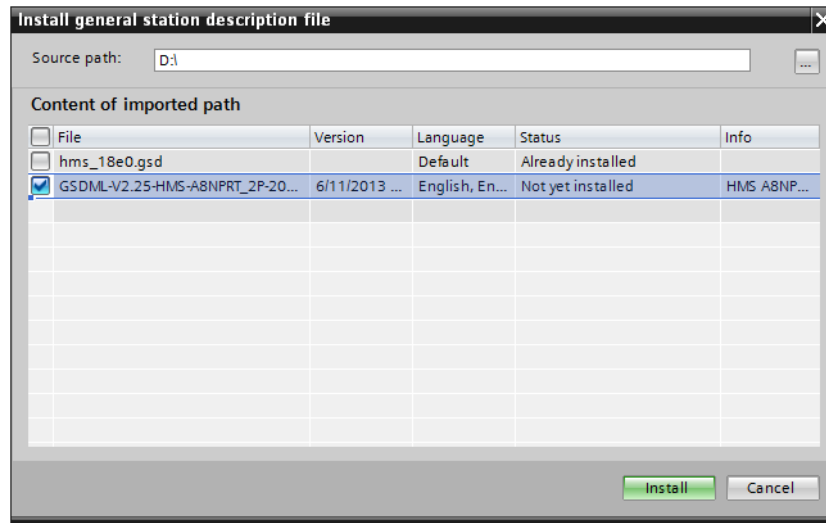 Install general station description file
Source path: D:\
...
Content of imported path
File Version Language Status Info
hms_18e0.gsd Default Already installed
GSDML-V2.25-HMS-A8NPRT_2P-20... 6/11/2013 ... English, En... Not yet installed HMS A8NP...
Install Cancel